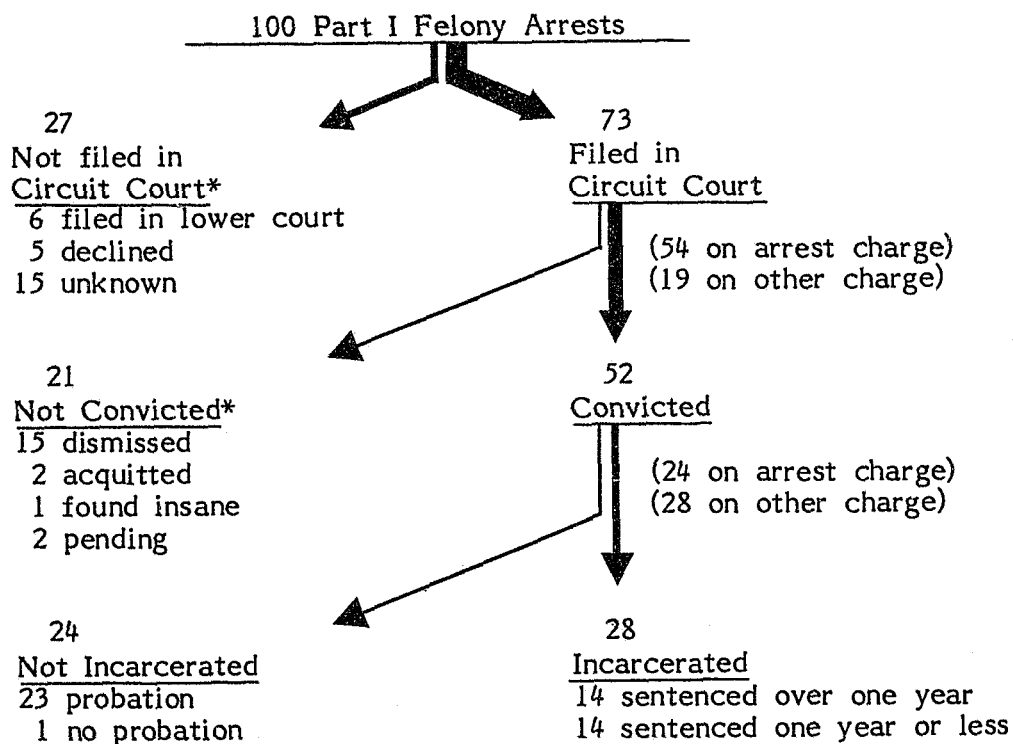 100 Part I Felony Arrests
27
Not filed in
Circuit Court*
6 filed in lower court
5 declined
15 unknown
73
Filed in
Circuit Court
(54 on arrest charge)
(19 on other charge)
21
Not Convicted*
15 dismissed
2 acquitted
1 found insane
2 pending
52
Convicted
(24 on arrest charge)
(28 on other charge)
24
Not Incarcerated
23 probation
1 no probation
28
Incarcerated
14 sentenced over one year
14 sentenced one year or less